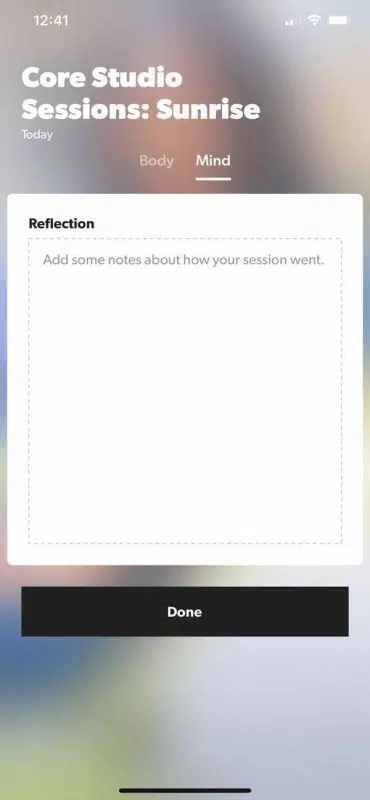 12:41
Core Studio
Sessions: Sunrise
Today
Body Mind
Reflection
Add some notes about how your session went.
Done